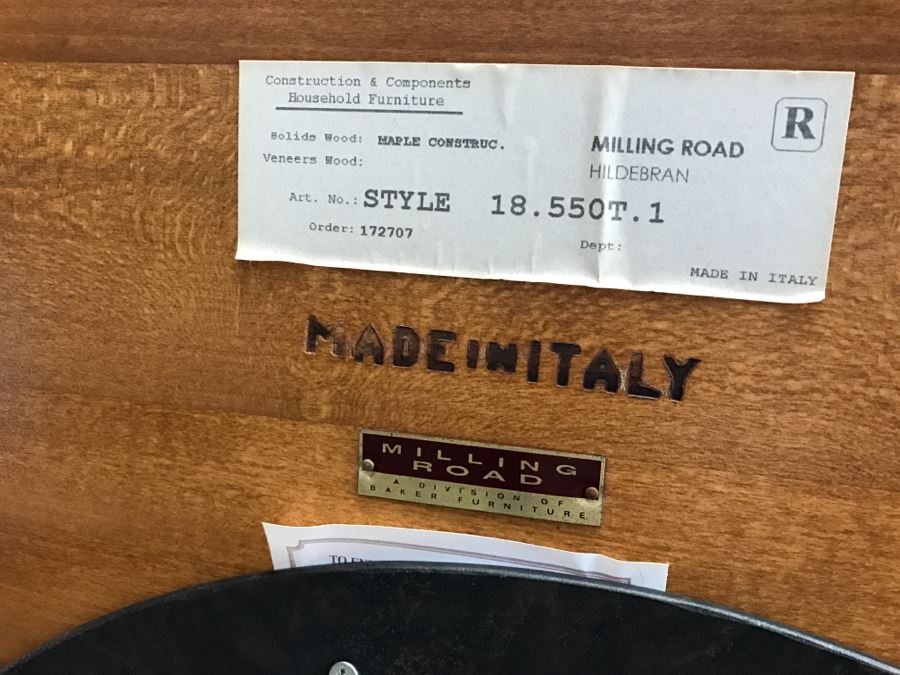 Construction & Components
Household Furniture
R
Solids Wood: MAPLE CONSTRUC.
MILLING ROAD
Veneers Wood:
HILDEBRAN
Art. No.: STYLE 18.550T.1
Order: 172707
Dept:
MADE IN ITALY
MADE IN ITALY
MILLING
ROAD
A DIVISION OF
BAKER FURNITURE
TO